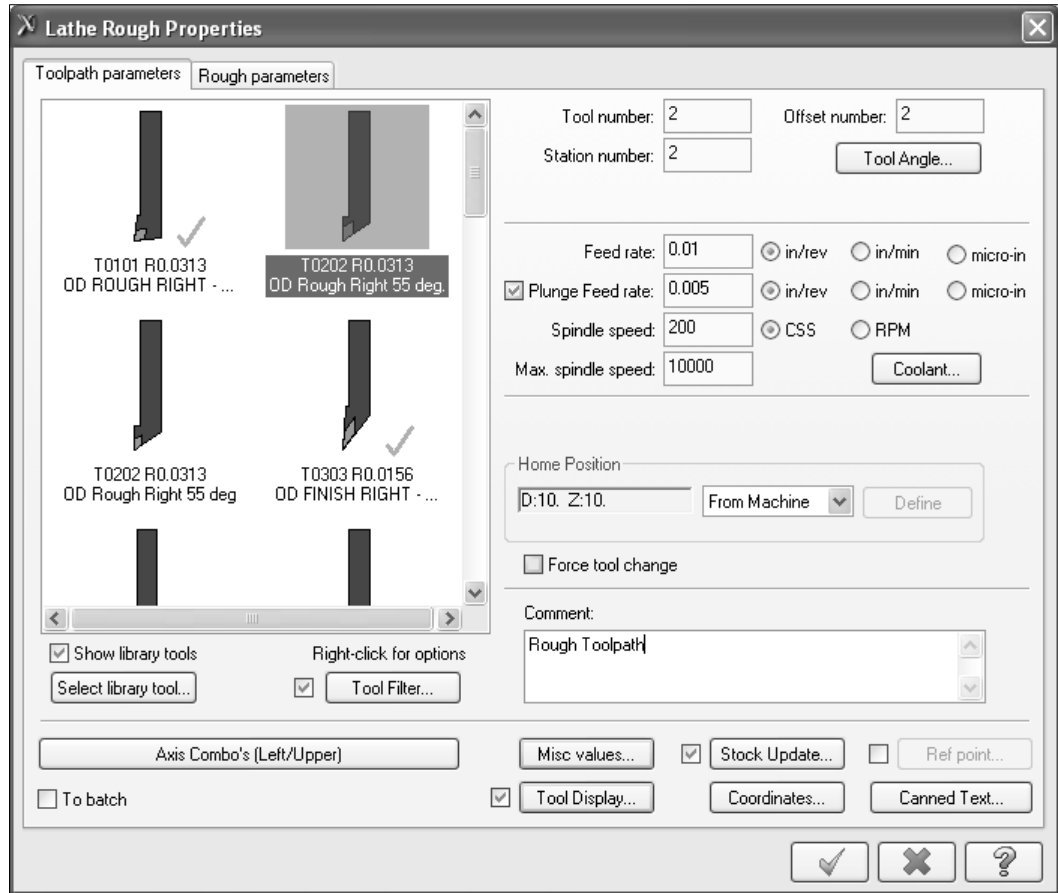 Lathe Rough Properties
Toolpath parameters Rough parameters
T0101 R0.0313
OD ROUGH RIGHT - ...
T0202 R0.0313
OD Rough Right 55 deg.
T0202 R0.0313
OD Rough Right 55 deg
T0303 R0.0156
OD FINISH RIGHT - ...
Show library tools Right-click for options
Select library tool... Tool Filter...
Tool number: 2 Offset number: 2
Station number: 2 Tool Angle...
Feed rate: 0.01 in/rev in/min micro-in
Plunge Feed rate: 0.005 in/rev in/min micro-in
Spindle speed: 200 CSS RPM
Max. spindle speed: 10000 Coolant...
Home Position
D:10. Z:10. From Machine Define
Force tool change
Comment:
Rough Toolpath
Axis Combo's (Left/Upper) Misc values... Stock Update... Ref point...
To batch Tool Display... Coordinates... Canned Text...